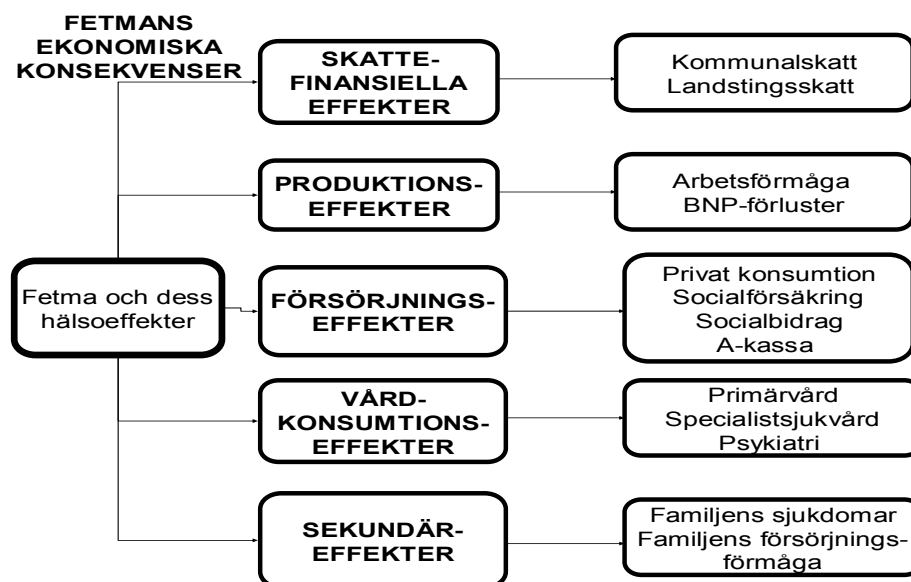 FETMANS
EKONOMISKA
KONSEKVENSER
SKATTE-
FINANSIELLA
EFFEKTER
Kommunalskatt
Landstingsskatt
PRODUKTIONS-
EFFEKTER
Arbetsförmåga
BNP-förluster
Fetma och dess
hälsoeffekter
FÖRSÖRJNINGS-
EFFEKTER
Privat konsumtion
Socialförsäkring
Socialbidrag
A-kassa
VÅRD-
KONSUMTIONS-
EFFEKTER
Primärvård
Specialistsjukvård
Psykiatri
SEKUNDÄR-
EFFEKTER
Familjens sjukdomar
Familjens försörjnings-
förmåga